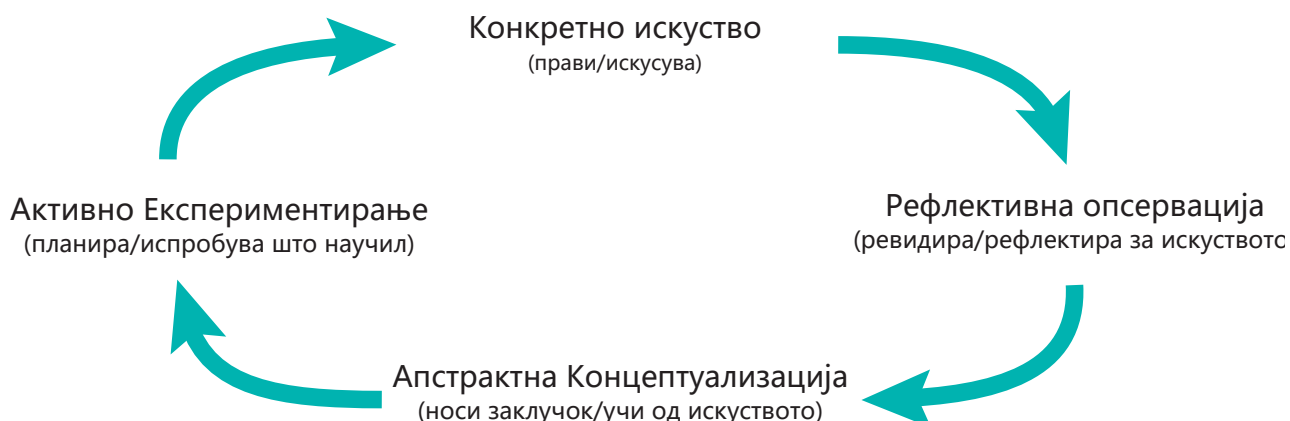 Конкретно искуство
(прави/искусува)
Рефлективна опсервација
(ревидира/рефлектира за искуството
Апстрактна Концептуализација
(носи заклучок/учи од искуството)
Активно Експериментирање
(планира/испробува што научил)